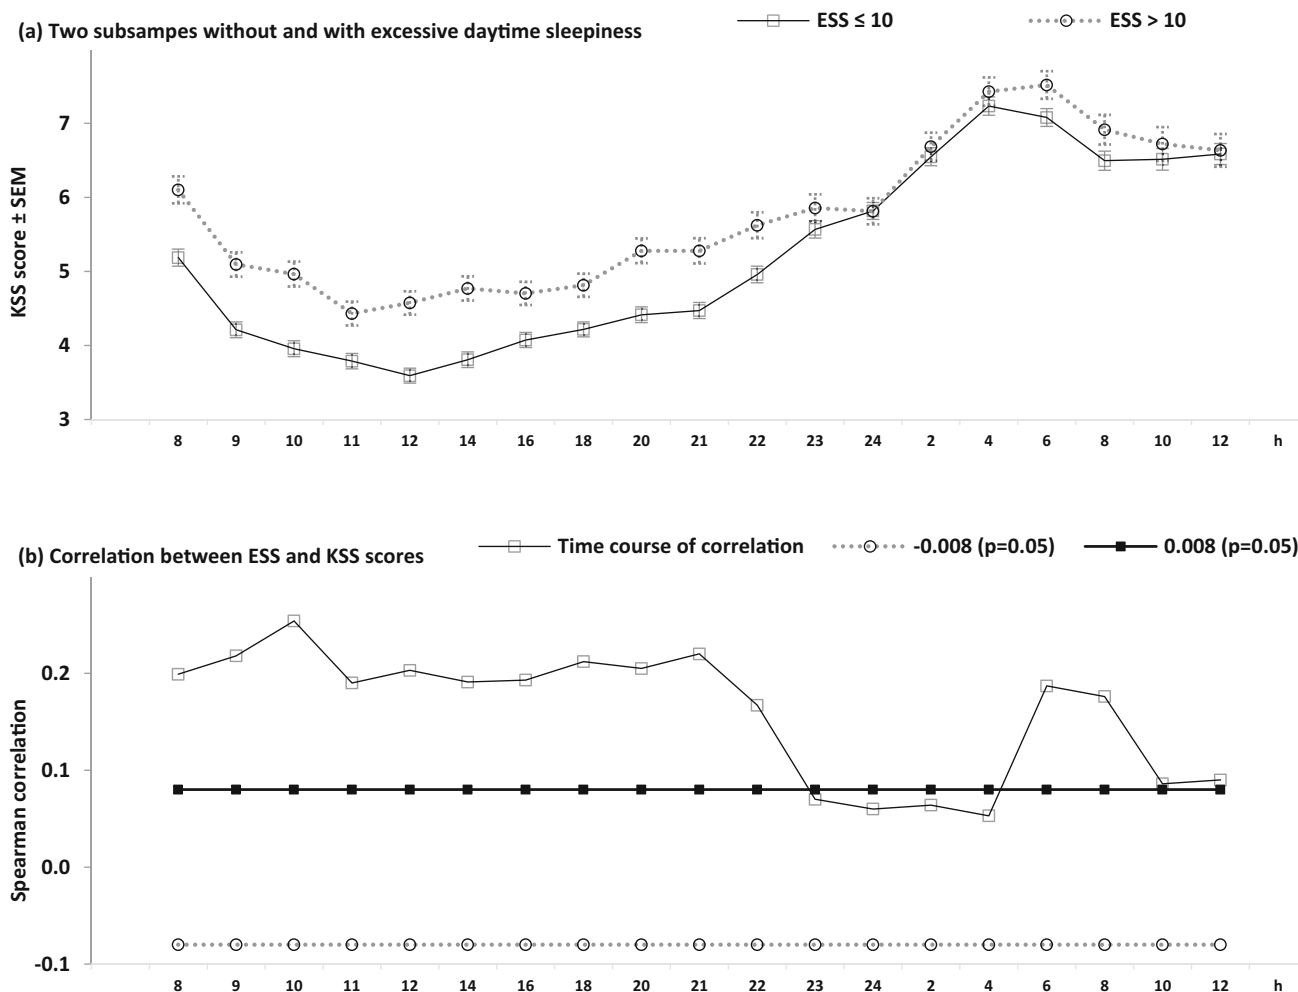 (a) Two subsampes without and with excessive daytime sleepiness
ESS ≤ 10
ESS > 10
KSS score ± SEM
7
6
5
4
3
8 9 10 11 12 14 16 18 20 21 22 23 24 2 4 6 8 10 12 h
(b) Correlation between ESS and KSS scores
Time course of correlation
-0.008 (p=0.05)
0.008 (p=0.05)
Spearman correlation
0.2
0.1
0.0
-0.1
8 9 10 11 12 14 16 18 20 21 22 23 24 2 4 6 8 10 12 h